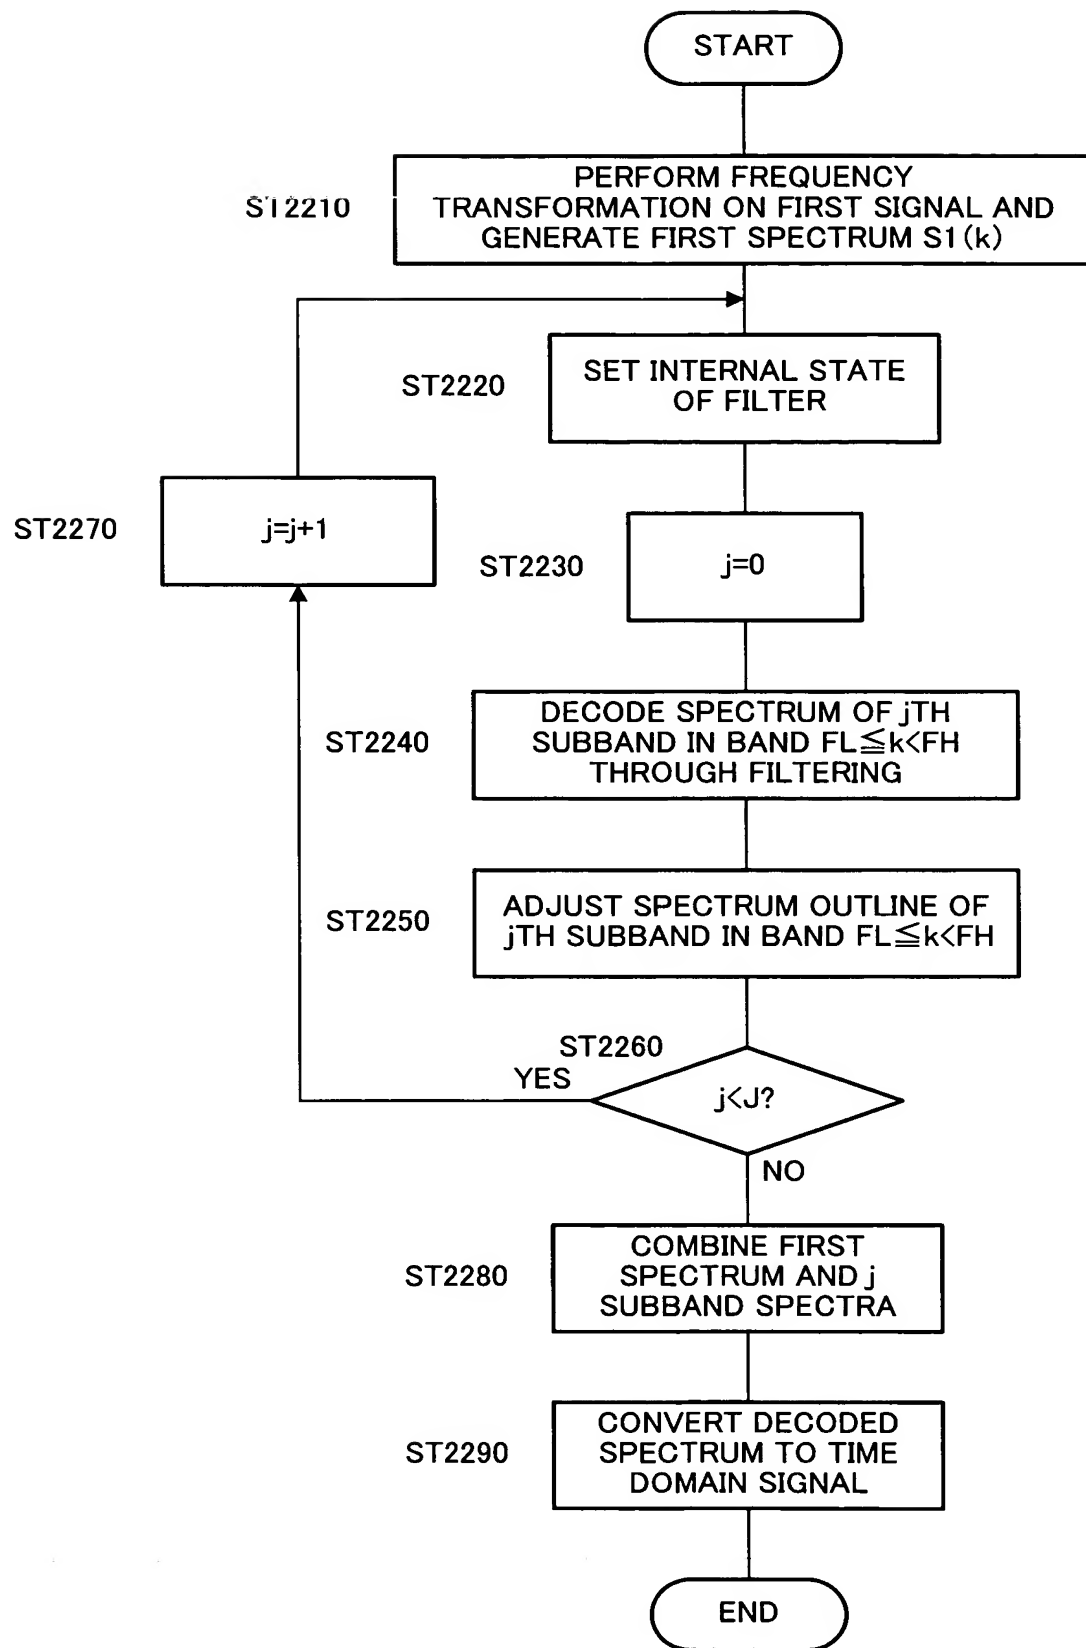 START
ST2210
PERFORM FREQUENCY
TRANSFORMATION ON FIRST SIGNAL AND
GENERATE FIRST SPECTRUM S1(k)
ST2220
SET INTERNAL STATE
OF FILTER
ST2270
j=j+1
ST2230
j=0
ST2240
DECODE SPECTRUM OF jTH
SUBBAND IN BAND FL≦k<FH
THROUGH FILTERING
ST2250
ADJUST SPECTRUM OUTLINE OF
jTH SUBBAND IN BAND FL≦k<FH
ST2260
YES
j<J?
NO
ST2280
COMBINE FIRST
SPECTRUM AND j
SUBBAND SPECTRA
ST2290
CONVERT DECODED
SPECTRUM TO TIME
DOMAIN SIGNAL
END